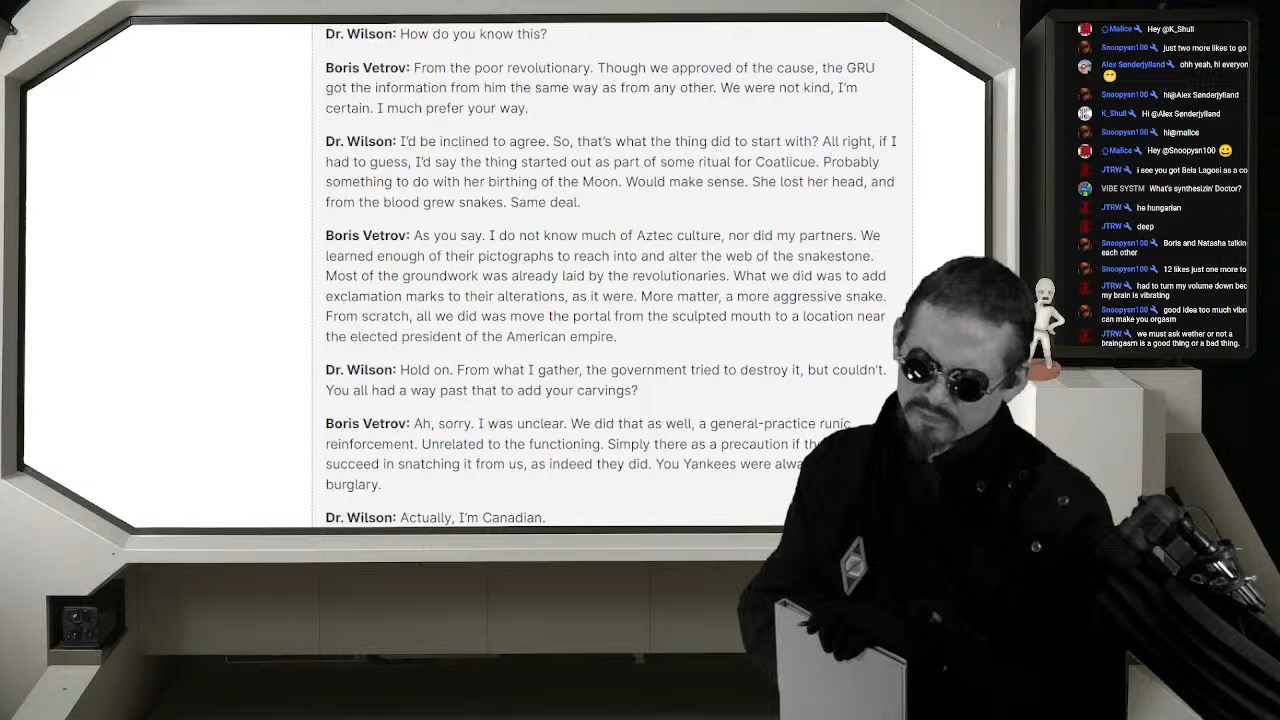 Dr. Wilson: How do you know this?
Boris Vetrov: From the poor revolutionary. Though we approved of the cause, the GRU
got the information from him the same way as from any other. We were not kind, I'm
certain. I much prefer your way.
Dr. Wilson: I'd be inclined to agree. So, that's what the thing did to start with? All right, if I
had to guess, I'd say the thing started out as part of some ritual for Coatlicue. Probably
something to do with her birthing of the Moon. Would make sense. She lost her head, and
from the blood grew snakes. Same deal.
Boris Vetrov: As you say. I do not know much of Aztec culture, nor did my partners. We
learned enough of their pictographs to reach into and alter the web of the snakestone.
Most of the groundwork was already laid by the revolutionaries. What we did was to add
exclamation marks to their alterations, as it were. More matter, a more aggressive snake.
From scratch, all we did was move the portal from the sculpted mouth to a location near
the elected president of the American empire.
Dr. Wilson: Hold on. From what I gather, the government tried to destroy it, but couldn't.
You all had a way past that to add your carvings?
Boris Vetrov: Ah, sorry. I was unclear. We did that as well, a general-practice runic
reinforcement. Unrelated to the functioning. Simply there as a precaution if
succeed in snatching it from us, as indeed they did. You Yankees were
burglary.
Dr. Wilson: Actually, I'm Canadian.
Malice Hey @K_Shull
Snoopysn100 just two more likes to go
Alex Sønderjylland ohh yeah, hi
😁
Snoopysn100 hi@Alex Sønderjylland
K_Shull Hi @Alex Sønderjylland
Snoopysn100 hi@malice
Malice Hey @Snoopysn100 😀
JTRW i see you got Bela Lagosi as a
VIBE SYSTM What's synthesizin' Doctor?
JTRW he hungarian
JTRW deep
Snoopysn100 Boris and Natasha
each other
Snoopysn100 12 likes just one more to
JTRW had to turn my volume down
my brain is vibrating
Snoopysn100 good idea too much
can make you orgasm
JTRW we must ask wether or not a
braingasm is a good thing or a bad thing.